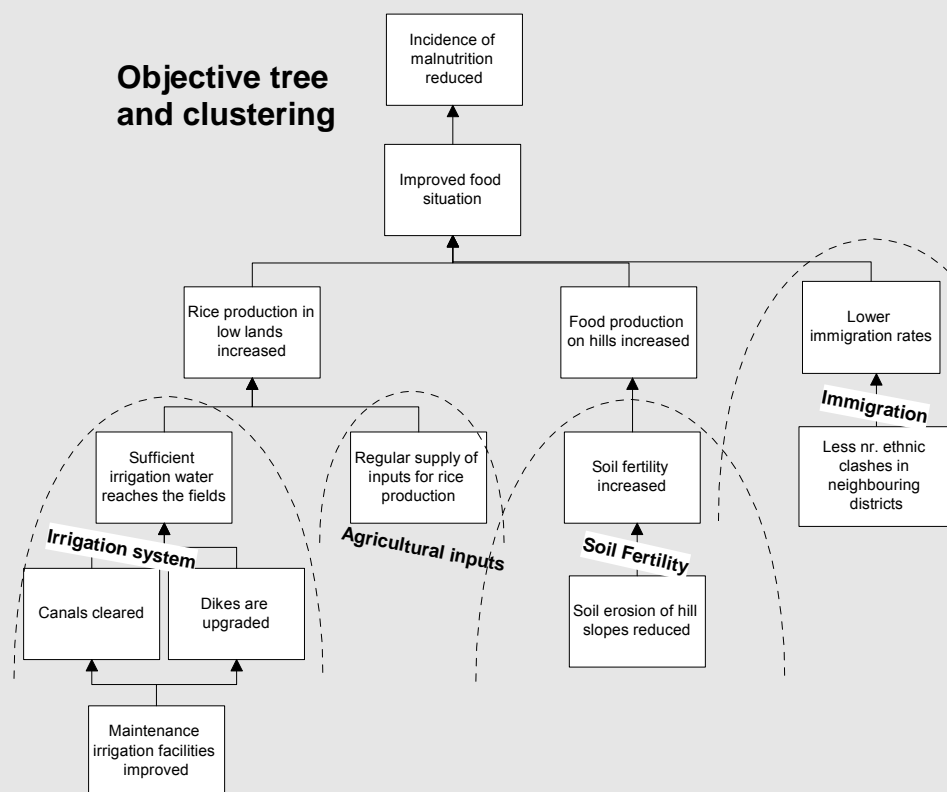 Objective tree
and clustering
Incidence of
malnutrition
reduced
Improved food
situation
Rice production in
low lands
increased
Food production
on hills increased
Lower
immigration rates
Immigration
Sufficient
irrigation water
reaches the fields
Regular supply of
inputs for rice
production
Soil fertility
increased
Less nr. ethnic
clashes in
neighbouring
districts
Irrigation system
Agricultural inputs
Soil Fertility
Canals cleared
Dikes are
upgraded
Soil erosion of hill
slopes reduced
Maintenance
irrigation facilities
improved